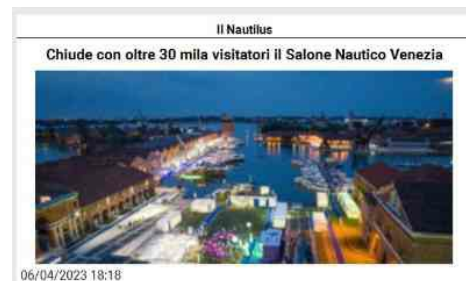 Il Nautilus
Chiude con oltre 30 mila visitatori il Salone Nautico Venezia
06/04/2023 18:18